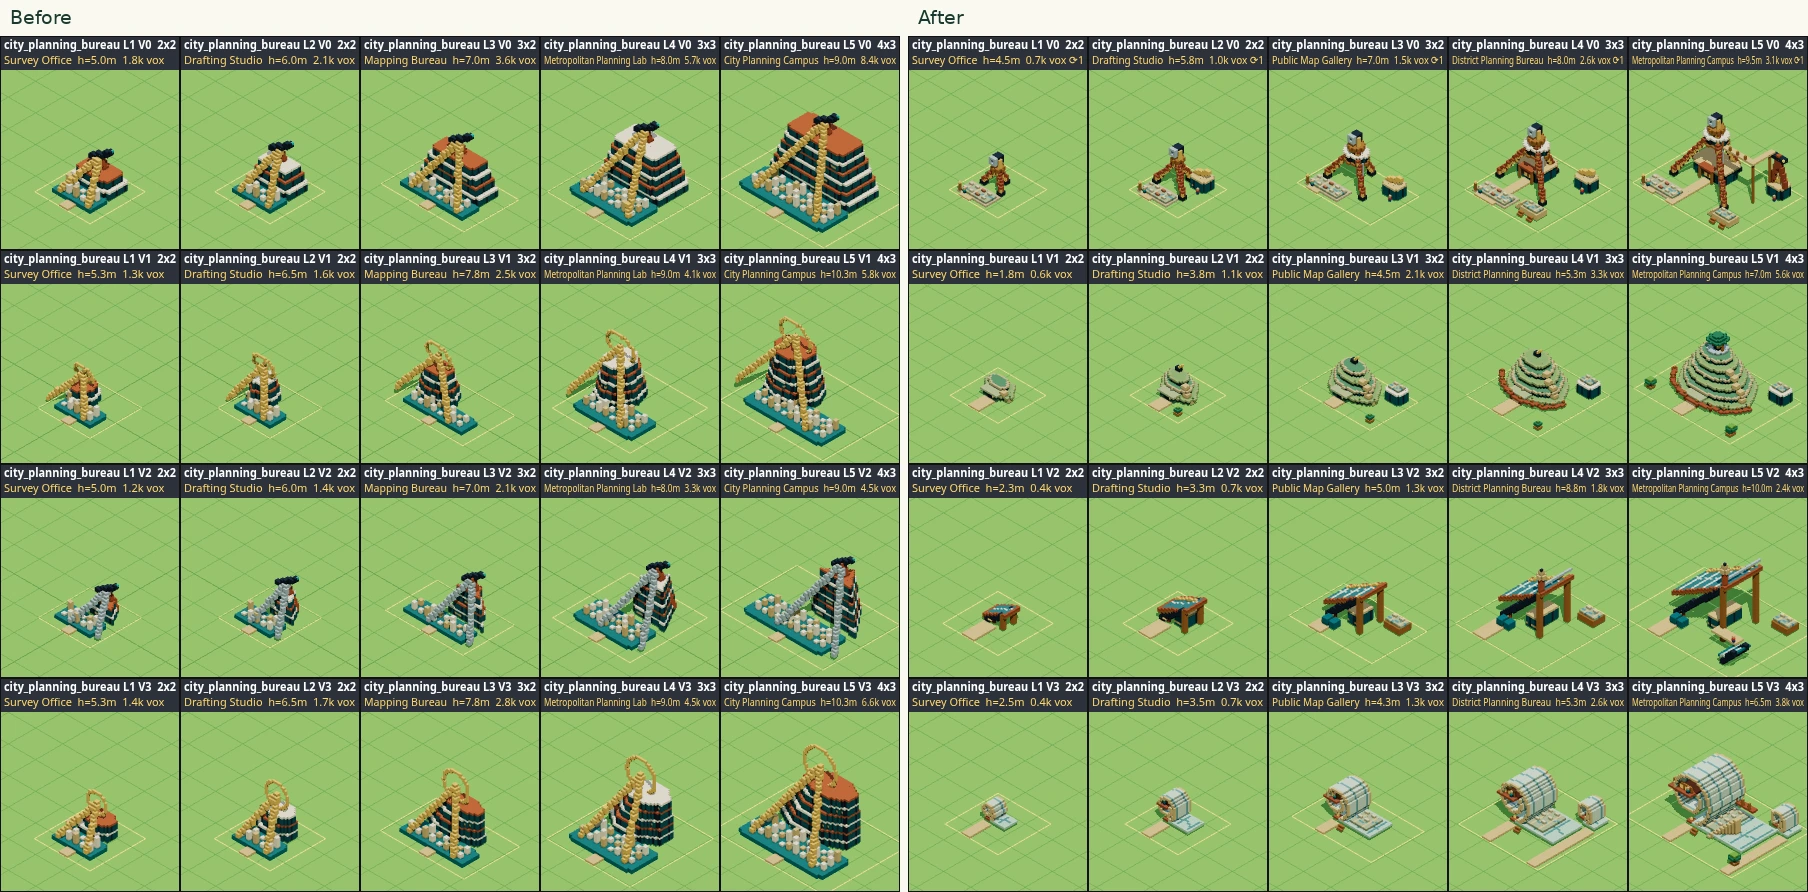 Before
After
city_planning_bureau L1 V0 2x2
Survey Office h=5.0m 1.8k vox
city_planning_bureau L2 V0 2x2
Drafting Studio h=6.0m 2.1k vox
city_planning_bureau L3 V0 3x2
Mapping Bureau h=7.0m 3.6k vox
city_planning_bureau L4 V0 3x3
Metropolitan Planning Lab h=8.0m 5.7k vox
city_planning_bureau L5 V0 4x3
City Planning Campus h=9.0m 8.4k vox
city_planning_bureau L1 V0 2x2
Survey Office h=4.5m 0.7k vox ⟳1
city_planning_bureau L2 V0 2x2
Drafting Studio h=5.8m 1.0k vox ⟳1
city_planning_bureau L3 V0 3x2
Public Map Gallery h=7.0m 1.5k vox ⟳1
city_planning_bureau L4 V0 3x3
District Planning Bureau h=8.0m 2.6k vox ⟳1
city_planning_bureau L5 V0 4x3
Metropolitan Planning Campus h=9.5m 3.1k vox ⟳1
city_planning_bureau L1 V1 2x2
Survey Office h=5.3m 1.3k vox
city_planning_bureau L2 V1 2x2
Drafting Studio h=6.5m 1.6k vox
city_planning_bureau L3 V1 3x2
Mapping Bureau h=7.8m 2.5k vox
city_planning_bureau L4 V1 3x3
Metropolitan Planning Lab h=9.0m 4.1k vox
city_planning_bureau L5 V1 4x3
City Planning Campus h=10.3m 5.8k vox
city_planning_bureau L1 V1 2x2
Survey Office h=1.8m 0.6k vox
city_planning_bureau L2 V1 2x2
Drafting Studio h=3.8m 1.1k vox
city_planning_bureau L3 V1 3x2
Public Map Gallery h=4.5m 2.1k vox
city_planning_bureau L4 V1 3x3
District Planning Bureau h=5.3m 3.3k vox
city_planning_bureau L5 V1 4x3
Metropolitan Planning Campus h=7.0m 5.6k vox
city_planning_bureau L1 V2 2x2
Survey Office h=5.0m 1.2k vox
city_planning_bureau L2 V2 2x2
Drafting Studio h=6.0m 1.4k vox
city_planning_bureau L3 V2 3x2
Mapping Bureau h=7.0m 2.1k vox
city_planning_bureau L4 V2 3x3
Metropolitan Planning Lab h=8.0m 3.3k vox
city_planning_bureau L5 V2 4x3
City Planning Campus h=9.0m 4.5k vox
city_planning_bureau L1 V2 2x2
Survey Office h=2.3m 0.4k vox
city_planning_bureau L2 V2 2x2
Drafting Studio h=3.3m 0.7k vox
city_planning_bureau L3 V2 3x2
Public Map Gallery h=5.0m 1.3k vox
city_planning_bureau L4 V2 3x3
District Planning Bureau h=8.8m 1.8k vox
city_planning_bureau L5 V2 4x3
Metropolitan Planning Campus h=10.0m 2.4k vox
city_planning_bureau L1 V3 2x2
Survey Office h=5.3m 1.4k vox
city_planning_bureau L2 V3 2x2
Drafting Studio h=6.5m 1.7k vox
city_planning_bureau L3 V3 3x2
Mapping Bureau h=7.8m 2.8k vox
city_planning_bureau L4 V3 3x3
Metropolitan Planning Lab h=9.0m 4.5k vox
city_planning_bureau L5 V3 4x3
City Planning Campus h=10.3m 6.6k vox
city_planning_bureau L1 V3 2x2
Survey Office h=2.5m 0.4k vox
city_planning_bureau L2 V3 2x2
Drafting Studio h=3.5m 0.7k vox
city_planning_bureau L3 V3 3x2
Public Map Gallery h=4.3m 1.3k vox
city_planning_bureau L4 V3 3x3
District Planning Bureau h=5.3m 2.6k vox
city_planning_bureau L5 V3 4x3
Metropolitan Planning Campus h=6.5m 3.8k vox